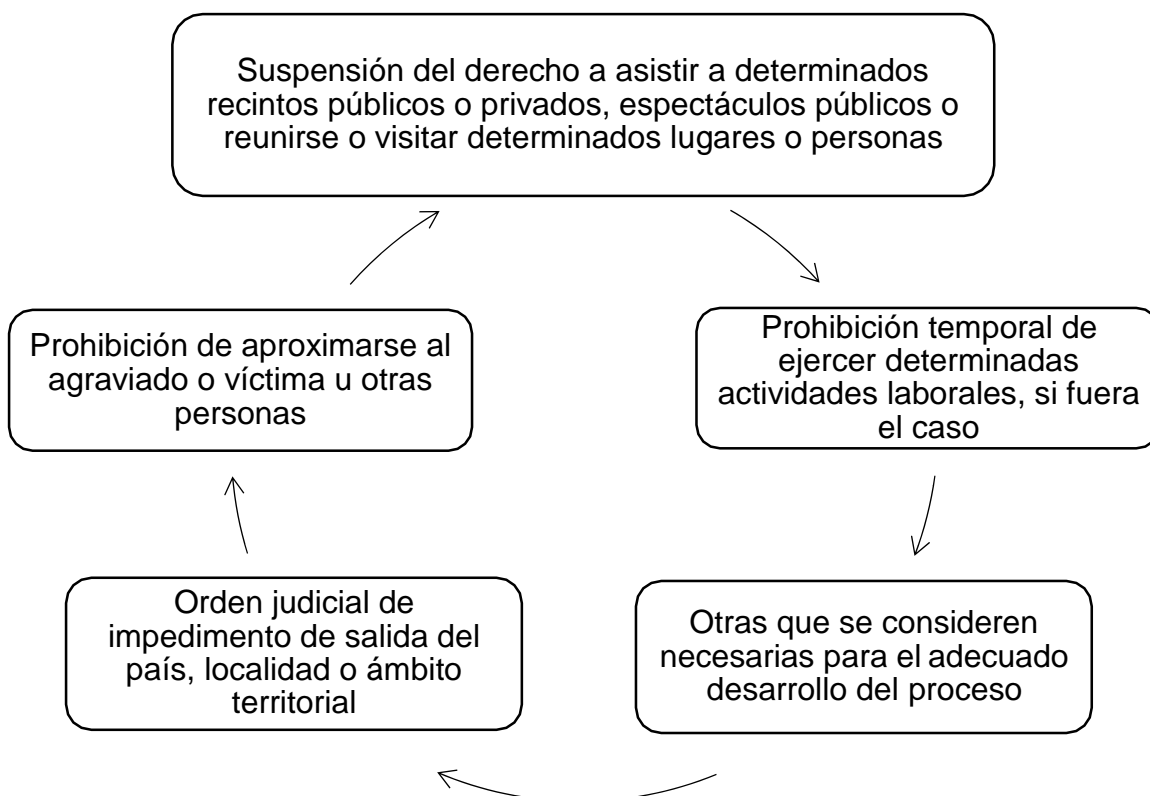 Suspensión del derecho a asistir a determinados
recintos públicos o privados, espectáculos públicos o
reunirse o visitar determinados lugares o personas
Prohibición temporal de
ejercer determinadas
actividades laborales, si fuera
el caso
Otras que se consideren
necesarias para el adecuado
desarrollo del proceso
Orden judicial de
impedimento de salida del
país, localidad o ámbito
territorial
Prohibición de aproximarse al
agraviado o víctima u otras
personas